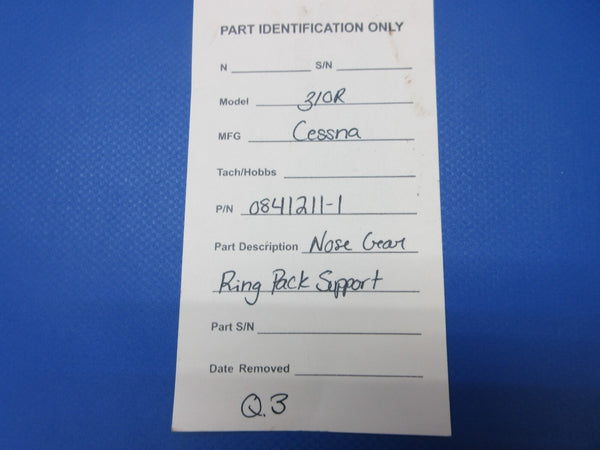 PART IDENTIFICATION ONLY
N S/N
Model 310R
MFG Cessna
Tach/Hobbs
P/N 0841211-1
Part Description Nose Gear
Ring Pack Support
Part S/N
Date Removed
Q.3